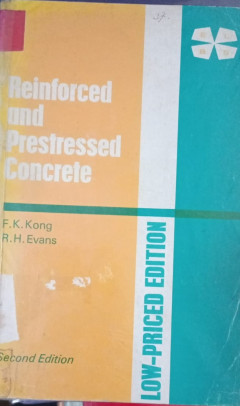 Reinforced
and
Prestressed
Concrete
F. K. Kong
R. H. Evans
Second Edition
LOW-PRICED EDITION